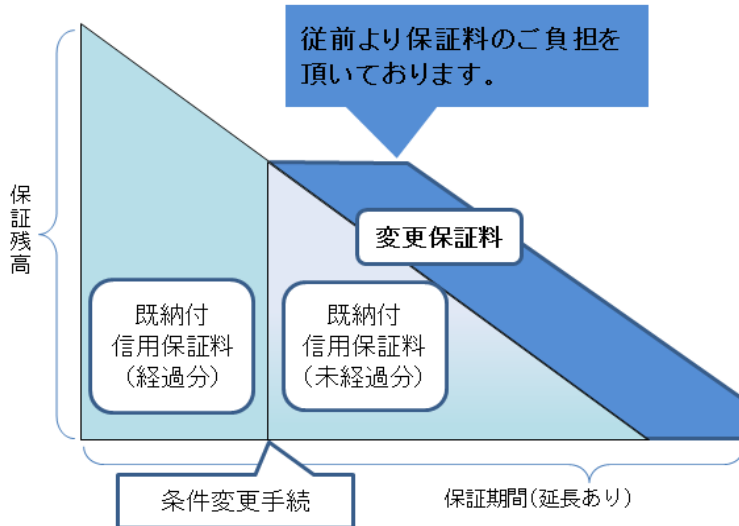 従前より保証料のご負担を
頂いております。
保証残高
変更保証料
既納付
信用保証料
(経過分)
既納付
信用保証料
(未経過分)
条件変更手続
保証期間(延長あり)